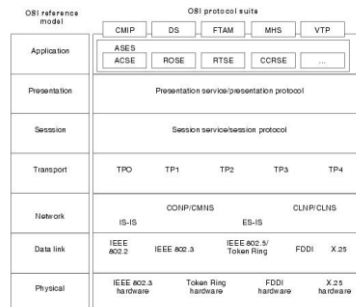 OSI reference
model
OSI protocol suite
CMIP DS FTAM MHS VTP
Application
ASES
ACSE ROSE RTSE CCRSE ...
Presentation
Presentation service/presentation protocol
Sesssion
Session service/session protocol
Transport
TP0 TP1 TP2 TP3 TP4
Network
CONP/CMNS CLNP/CLNS
IS-IS ES-IS
Data link
IEEE
802.2
IEEE 802.3
IEEE 802.5/
Token Ring
FDDI
X.25
Physical
IEEE 802.3
hardware
Token Ring
hardware
FDDI
hardware
X.25
hardware